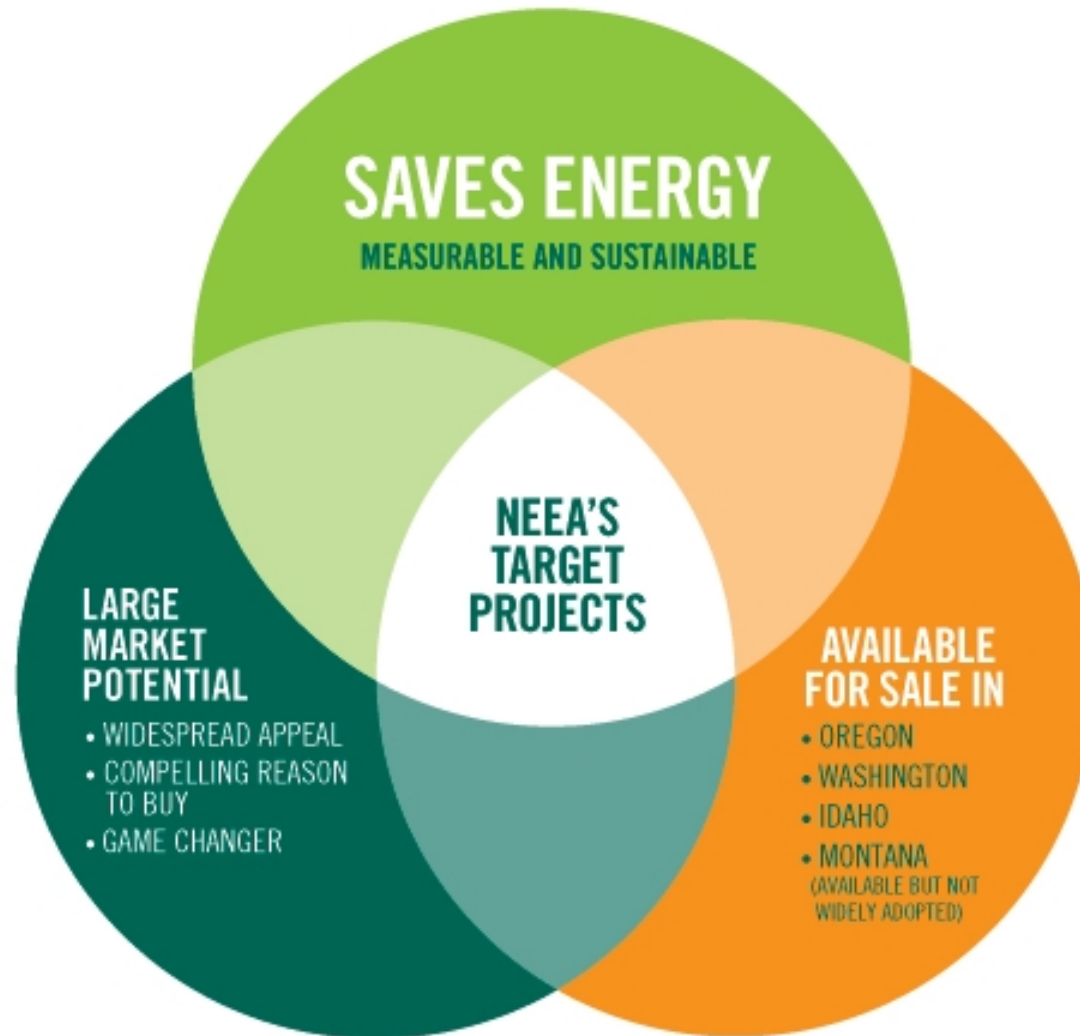 SAVES ENERGY
MEASURABLE AND SUSTAINABLE
NEEA'S
TARGET
PROJECTS
LARGE
MARKET
POTENTIAL
• WIDESPREAD APPEAL
• COMPELLING REASON
TO BUY
• GAME CHANGER
AVAILABLE
FOR SALE IN
• OREGON
• WASHINGTON
• IDAHO
• MONTANA
(AVAILABLE BUT NOT
WIDELY ADOPTED)